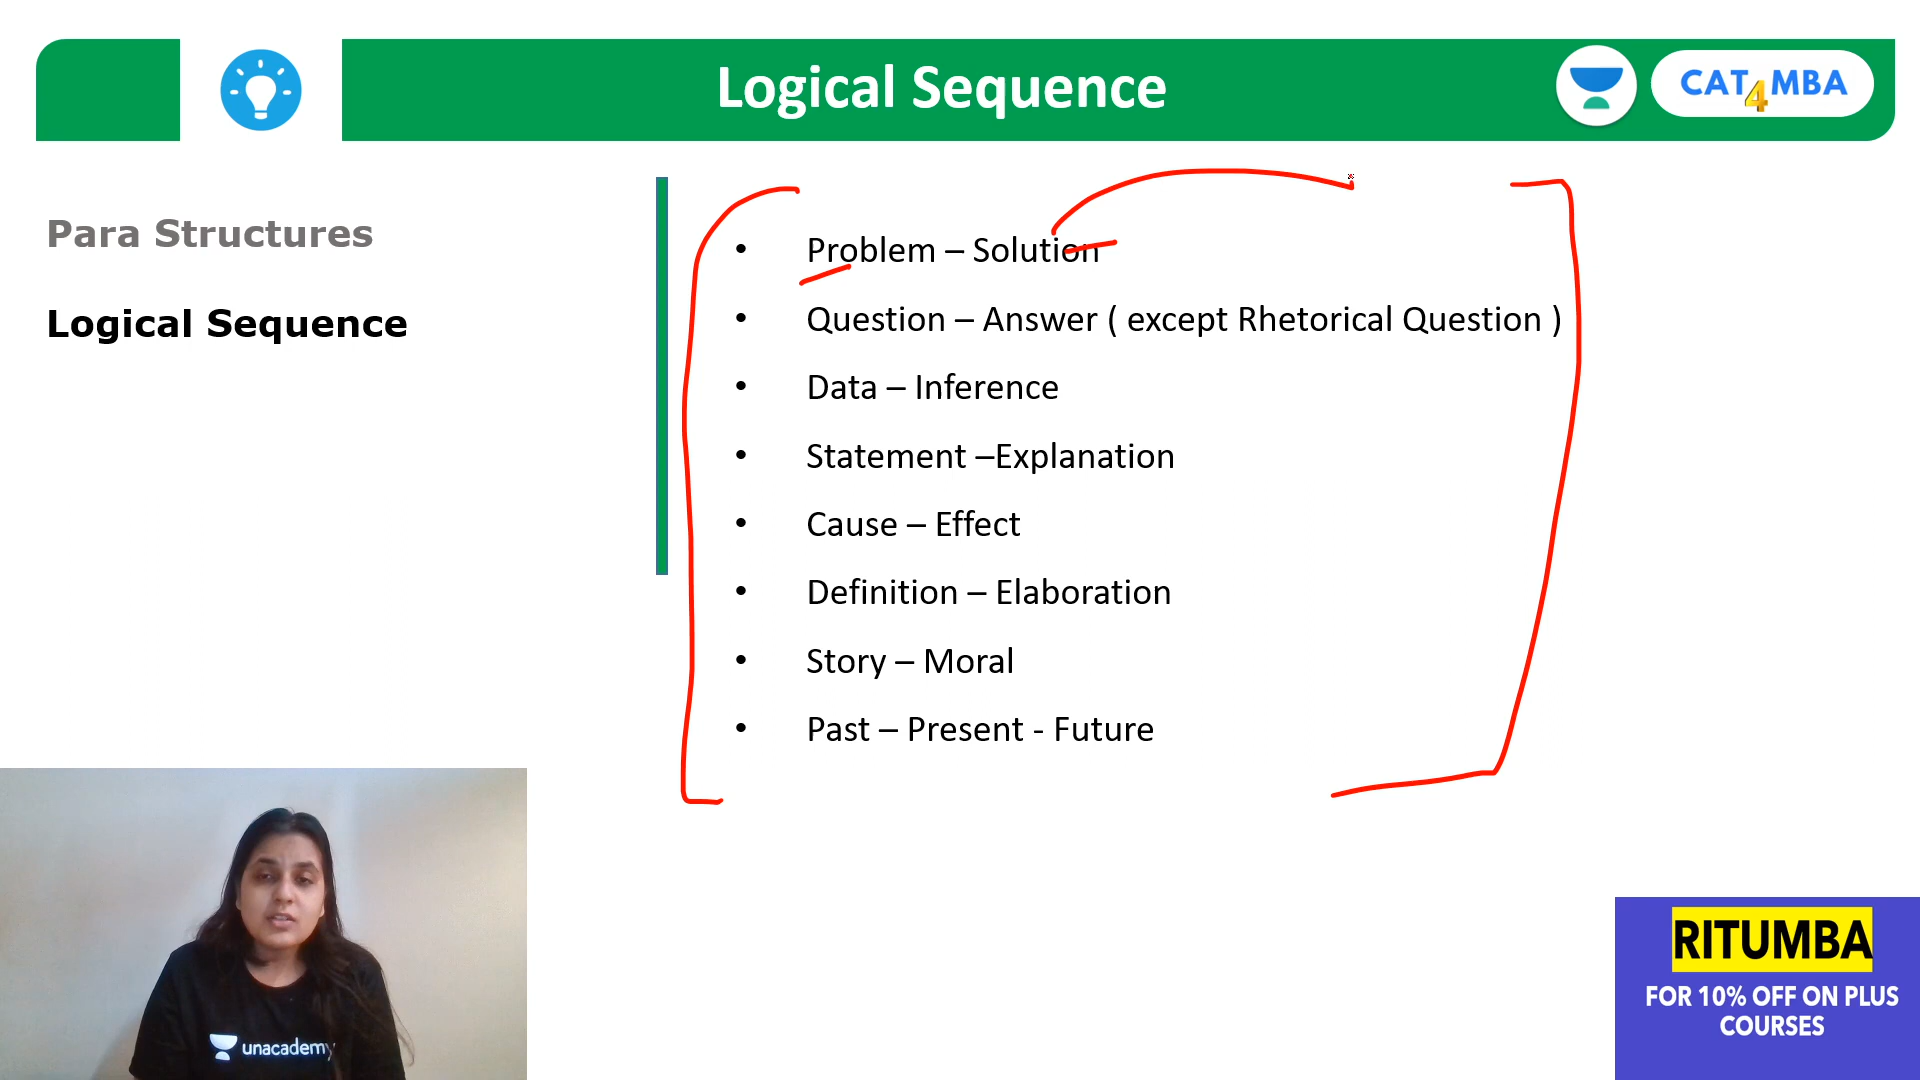 Logical Sequence
CAT4MBA
Para Structures
Logical Sequence
• Problem – Solution
• Question – Answer ( except Rhetorical Question )
• Data – Inference
• Statement –Explanation
• Cause – Effect
• Definition – Elaboration
• Story – Moral
• Past – Present - Future
unacademy
RITUMBA
FOR 10% OFF ON PLUS
COURSES